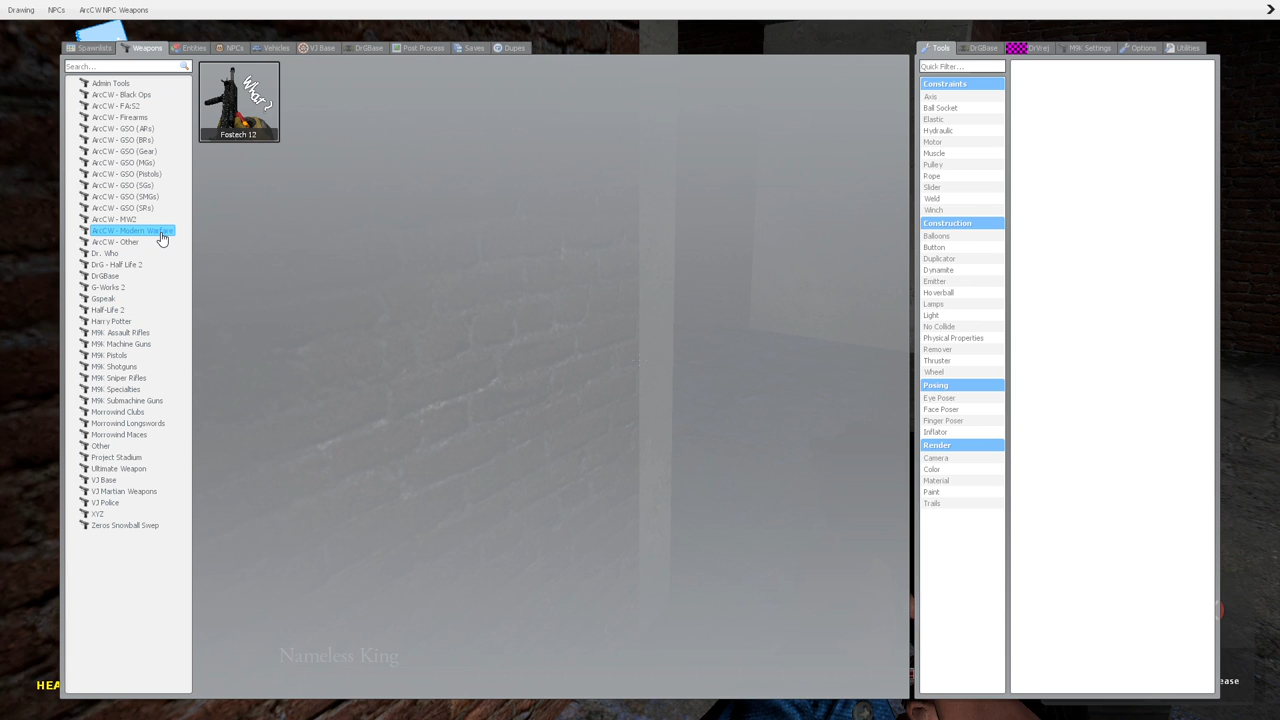 Drawing NPCs ArcCW NPC Weapons
Spawnlists Weapons Entities NPCs Vehicles VJ Base DrGBase Post Process Saves Dupes
Search...
Admin Tools
ArcCW - Black Ops
ArcCW - FA:S2
ArcCW - Firearms
ArcCW - GSO (ARs)
ArcCW - GSO (BRs)
ArcCW - GSO (Gear)
ArcCW - GSO (MGs)
ArcCW - GSO (Pistols)
ArcCW - GSO (SGs)
ArcCW - GSO (SMGs)
ArcCW - GSO (SRs)
ArcCW - MW2
ArcCW - Modern Warfare
ArcCW - Other
Dr. Who
DrG - Half Life 2
DrGBase
G-Works 2
Gspeak
Half-Life 2
Harry Potter
M9K Assault Rifles
M9K Machine Guns
M9K Pistols
M9K Shotguns
M9K Sniper Rifles
M9K Specialties
M9K Submachine Guns
Morrowind Clubs
Morrowind Longswords
Morrowind Maces
Other
Project Stadium
Ultimate Weapon
VJ Base
VJ Martian Weapons
VJ Police
XYZ
Zeros Snowball Swep
Whar?
Fostech 12
Nameless King
HEA
Tools DrGBase DrVrej M9K Settings Options Utilities
Quick Filter...
Constraints
Axis
Ball Socket
Elastic
Hydraulic
Motor
Muscle
Pulley
Rope
Slider
Weld
Winch
Construction
Balloons
Button
Duplicator
Dynamite
Emitter
Hoverball
Lamps
Light
No Collide
Physical Properties
Remover
Thruster
Wheel
Posing
Eye Poser
Face Poser
Finger Poser
Inflator
Render
Camera
Color
Material
Paint
Trails
ease